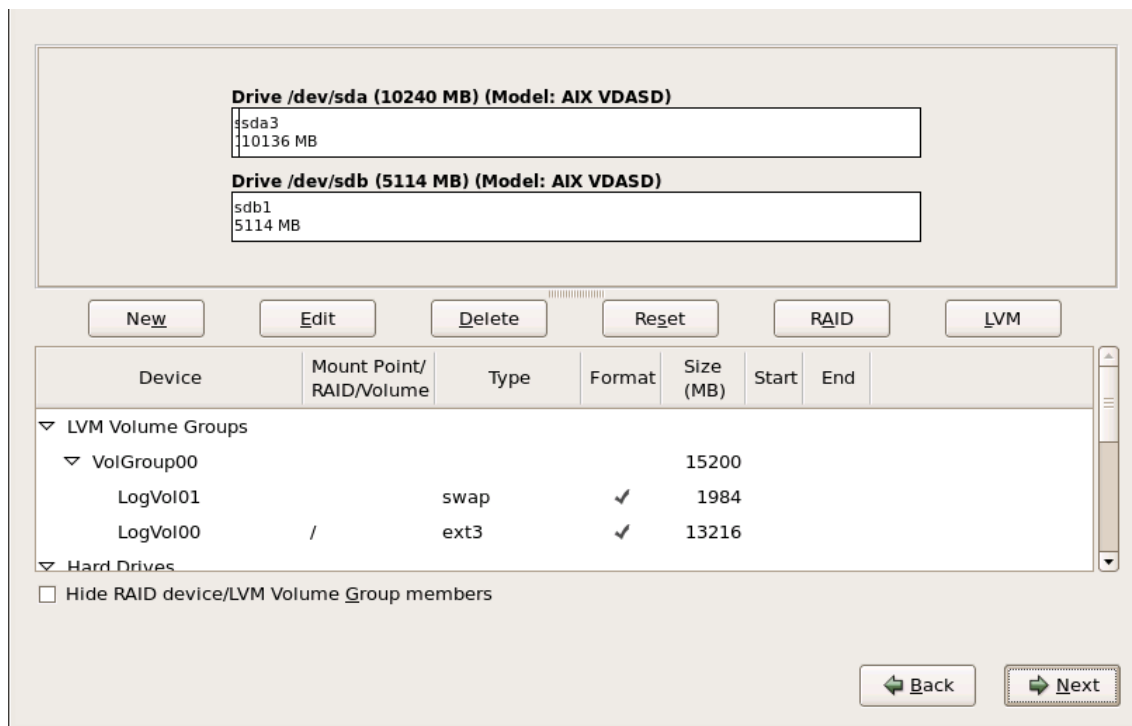 Drive /dev/sda (10240 MB) (Model: AIX VDASD)
sda3
10136 MB
Drive /dev/sdb (5114 MB) (Model: AIX VDASD)
sdb1
5114 MB
New Edit Delete Reset RAID LVM
Device Mount Point/ RAID/Volume Type Format Size (MB) Start End
LVM Volume Groups
VolGroup00 15200
LogVol01 swap 1984
LogVol00 / ext3 13216
Hard Drives
Hide RAID device/LVM Volume Group members
Back Next